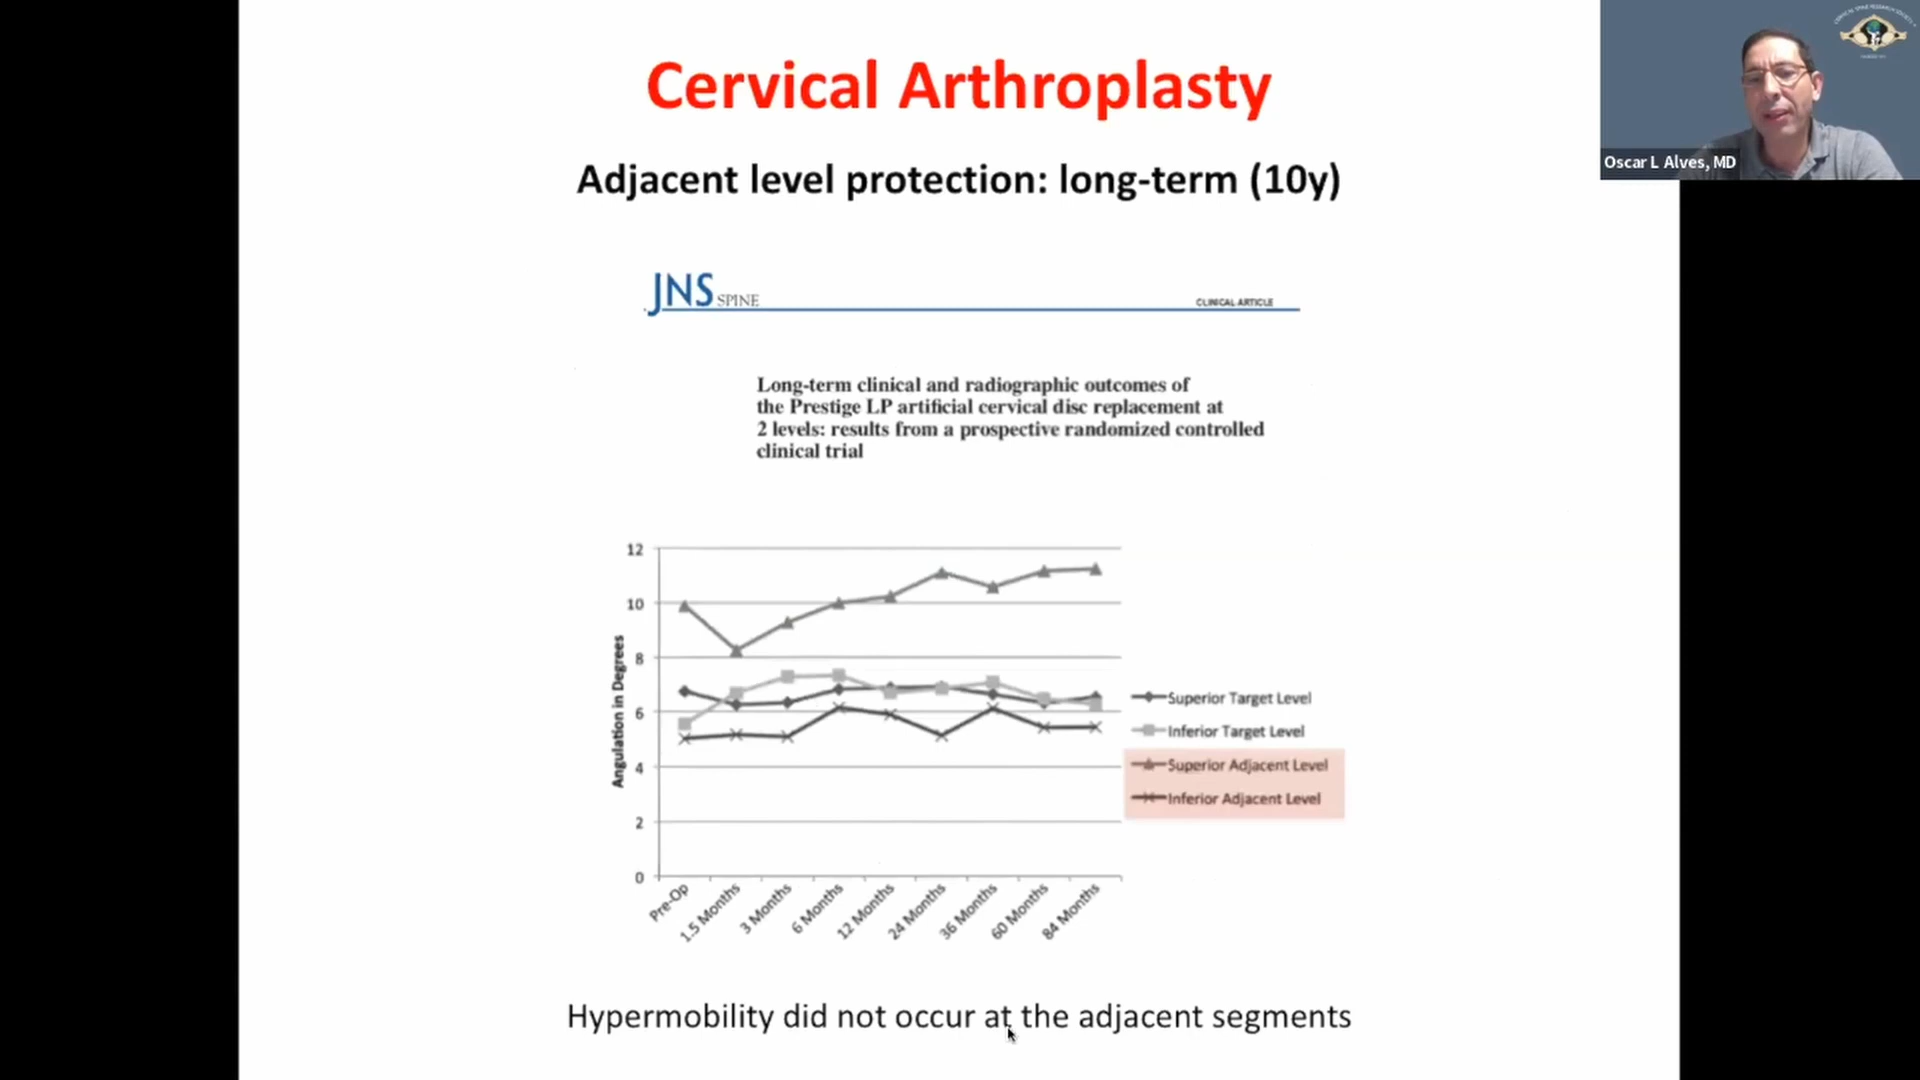 Cervical Arthroplasty
Oscar L Alves, MD
Adjacent level protection: long-term (10y)
JNS SPINE
CLINICAL ARTICLE
Long-term clinical and radiographic outcomes of
the Prestige LP artificial cervical disc replacement at
2 levels: results from a prospective randomized controlled
clinical trial
Angulation in Degrees
12
10
8
6
4
2
0
Pre-Op
1.5 Months
3 Months
6 Months
12 Months
24 Months
36 Months
60 Months
84 Months
Superior Target Level
Inferior Target Level
Superior Adjacent Level
Inferior Adjacent Level
Hypermobility did not occur at the adjacent segments